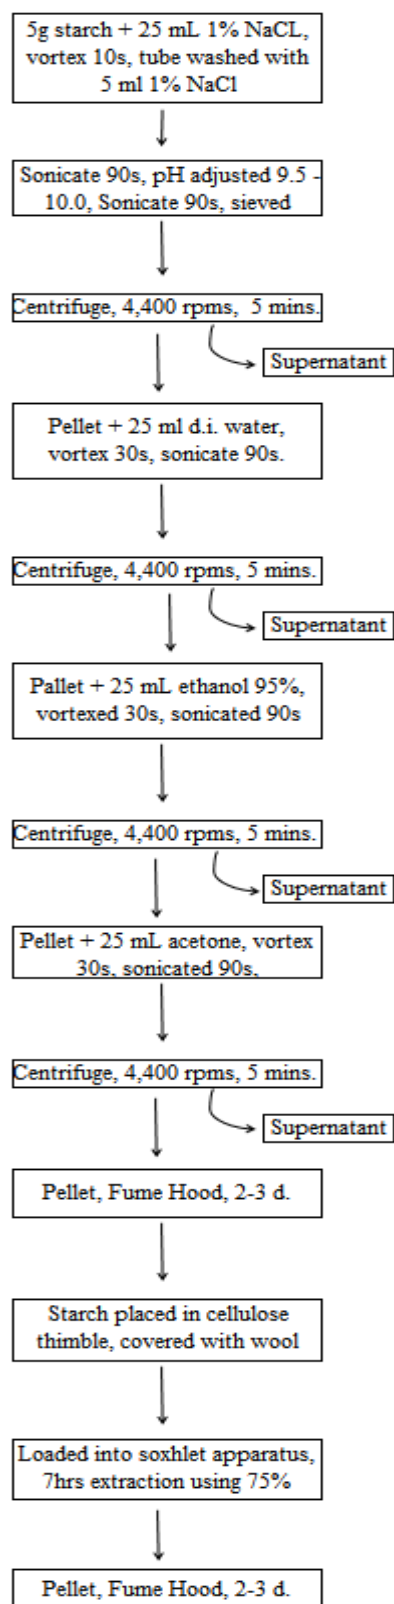 5g starch + 25 mL 1% NaCL,
vortex 10s, tube washed with
5 ml 1% NaCl
Sonicate 90s, pH adjusted 9.5 -
10.0, Sonicate 90s, sieved
Centrifuge, 4,400 rpms, 5 mins.
Supernatant
Pellet + 25 ml d.i. water,
vortex 30s, sonicate 90s.
Centrifuge, 4,400 rpms, 5 mins.
Supernatant
Pallet + 25 mL ethanol 95%,
vortexed 30s, sonicated 90s
Centrifuge, 4,400 rpms, 5 mins.
Supernatant
Pellet + 25 mL acetone, vortex
30s, sonicated 90s,
Centrifuge, 4,400 rpms, 5 mins.
Supernatant
Pellet, Fume Hood, 2-3 d.
Starch placed in cellulose
thimble, covered with wool
Loaded into soxhlet apparatus,
7hrs extraction using 75%
Pellet, Fume Hood, 2-3 d.